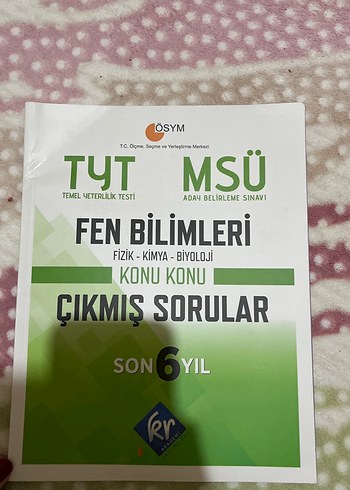 ÖSYM
T.C. Ölçme, Seçme ve Yerleştirme Merkezi
TYT MSÜ
TEMEL YETERLİLİK TESTİ ADAY BELİRLEME SINAVI
FEN BİLİMLERİ
FİZİK - KİMYA - BİYOLOJİ
KONU KONU
ÇIKMIŞ SORULAR
SON 6 YIL
kr